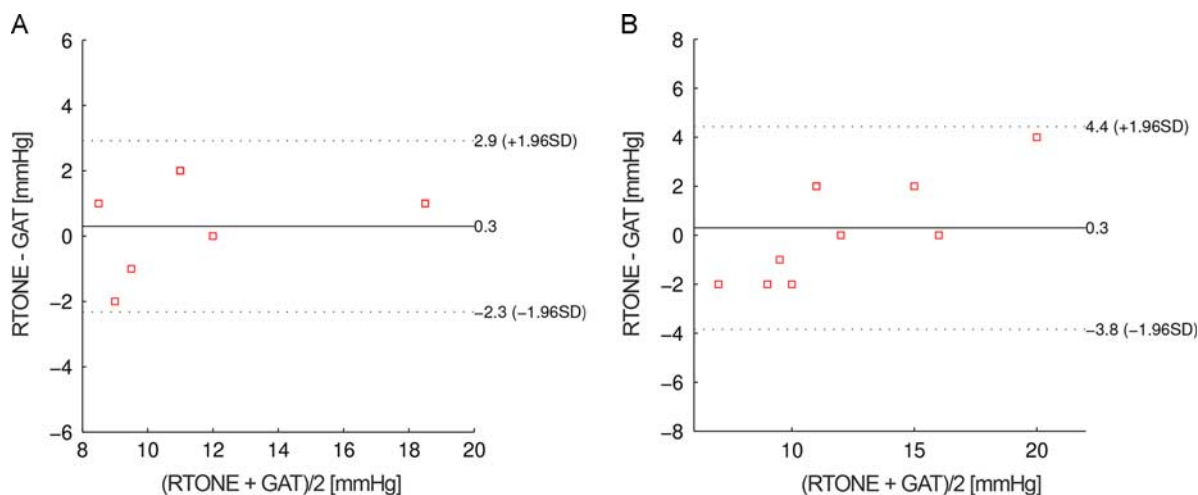 A
6
4
2
0
−2
−4
−6
RTONE - GAT [mmHg]
2.9 (+1.96SD)
0.3
−2.3 (−1.96SD)
8 10 12 14 16 18 20
(RTONE + GAT)/2 [mmHg]
B
8
6
4
2
0
−2
−4
−6
−8
RTONE - GAT [mmHg]
4.4 (+1.96SD)
0.3
−3.8 (−1.96SD)
10 15 20
(RTONE + GAT)/2 [mmHg]